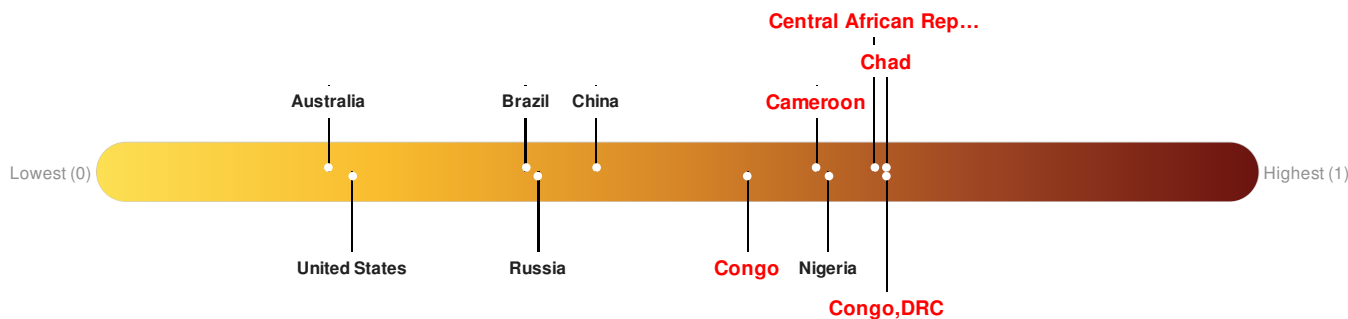 Central African Rep…
Chad
Australia
Brazil
China
Cameroon
Lowest (0)
Highest (1)
United States
Russia
Congo
Nigeria
Congo,DRC